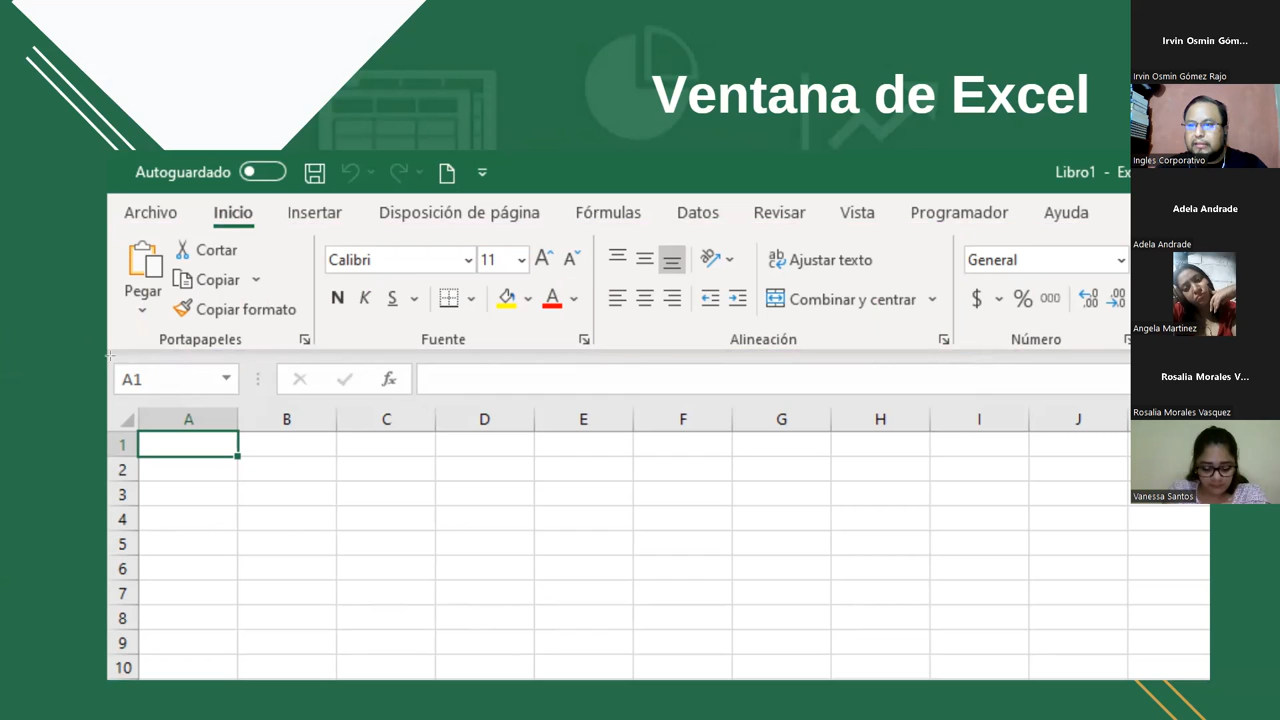 Ventana de Excel
Autoguardado
Libro1 - Ex
Archivo Inicio Insertar Disposición de página Fórmulas Datos Revisar Vista Programador Ayuda
Pegar
Cortar
Copiar
Copiar formato
Portapapeles
Calibri 11 A A
N K S A
Fuente
ab Ajustar texto
Combinar y centrar
Alineación
General
$ % 000 ,00 ,00
Número
A1 fx
A B C D E F G H I J
1
2
3
4
5
6
7
8
9
10
Irvin Osmin Góm...
Irvin Osmin Gómez Rajo
Ingles Corporativo
Adela Andrade
Adela Andrade
Angela Martinez
Rosalia Morales V...
Rosalia Morales Vasquez
Vanessa Santos